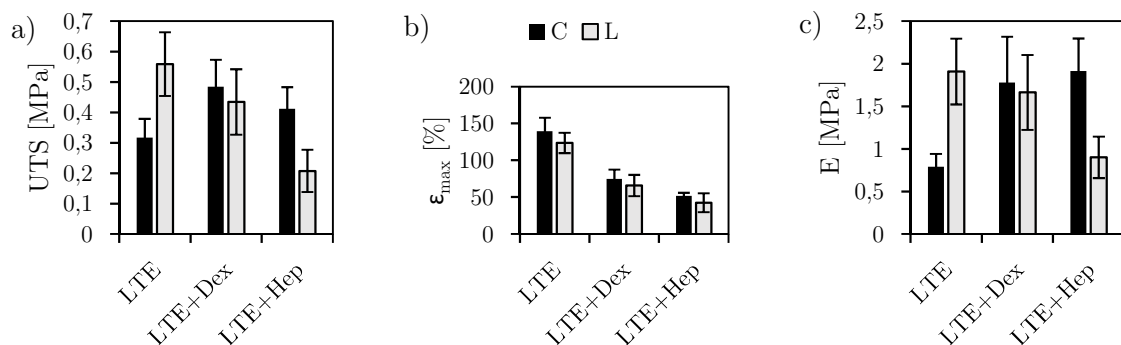 a)
UTS [MPa]
0,7
0,6
0,5
0,4
0,3
0,2
0,1
0
LTE
LTE+Dex
LTE+Hep
b)
C L
εmax [%]
200
150
100
50
0
LTE
LTE+Dex
LTE+Hep
c)
E [MPa]
2,5
2
1,5
1
0,5
0
LTE
LTE+Dex
LTE+Hep